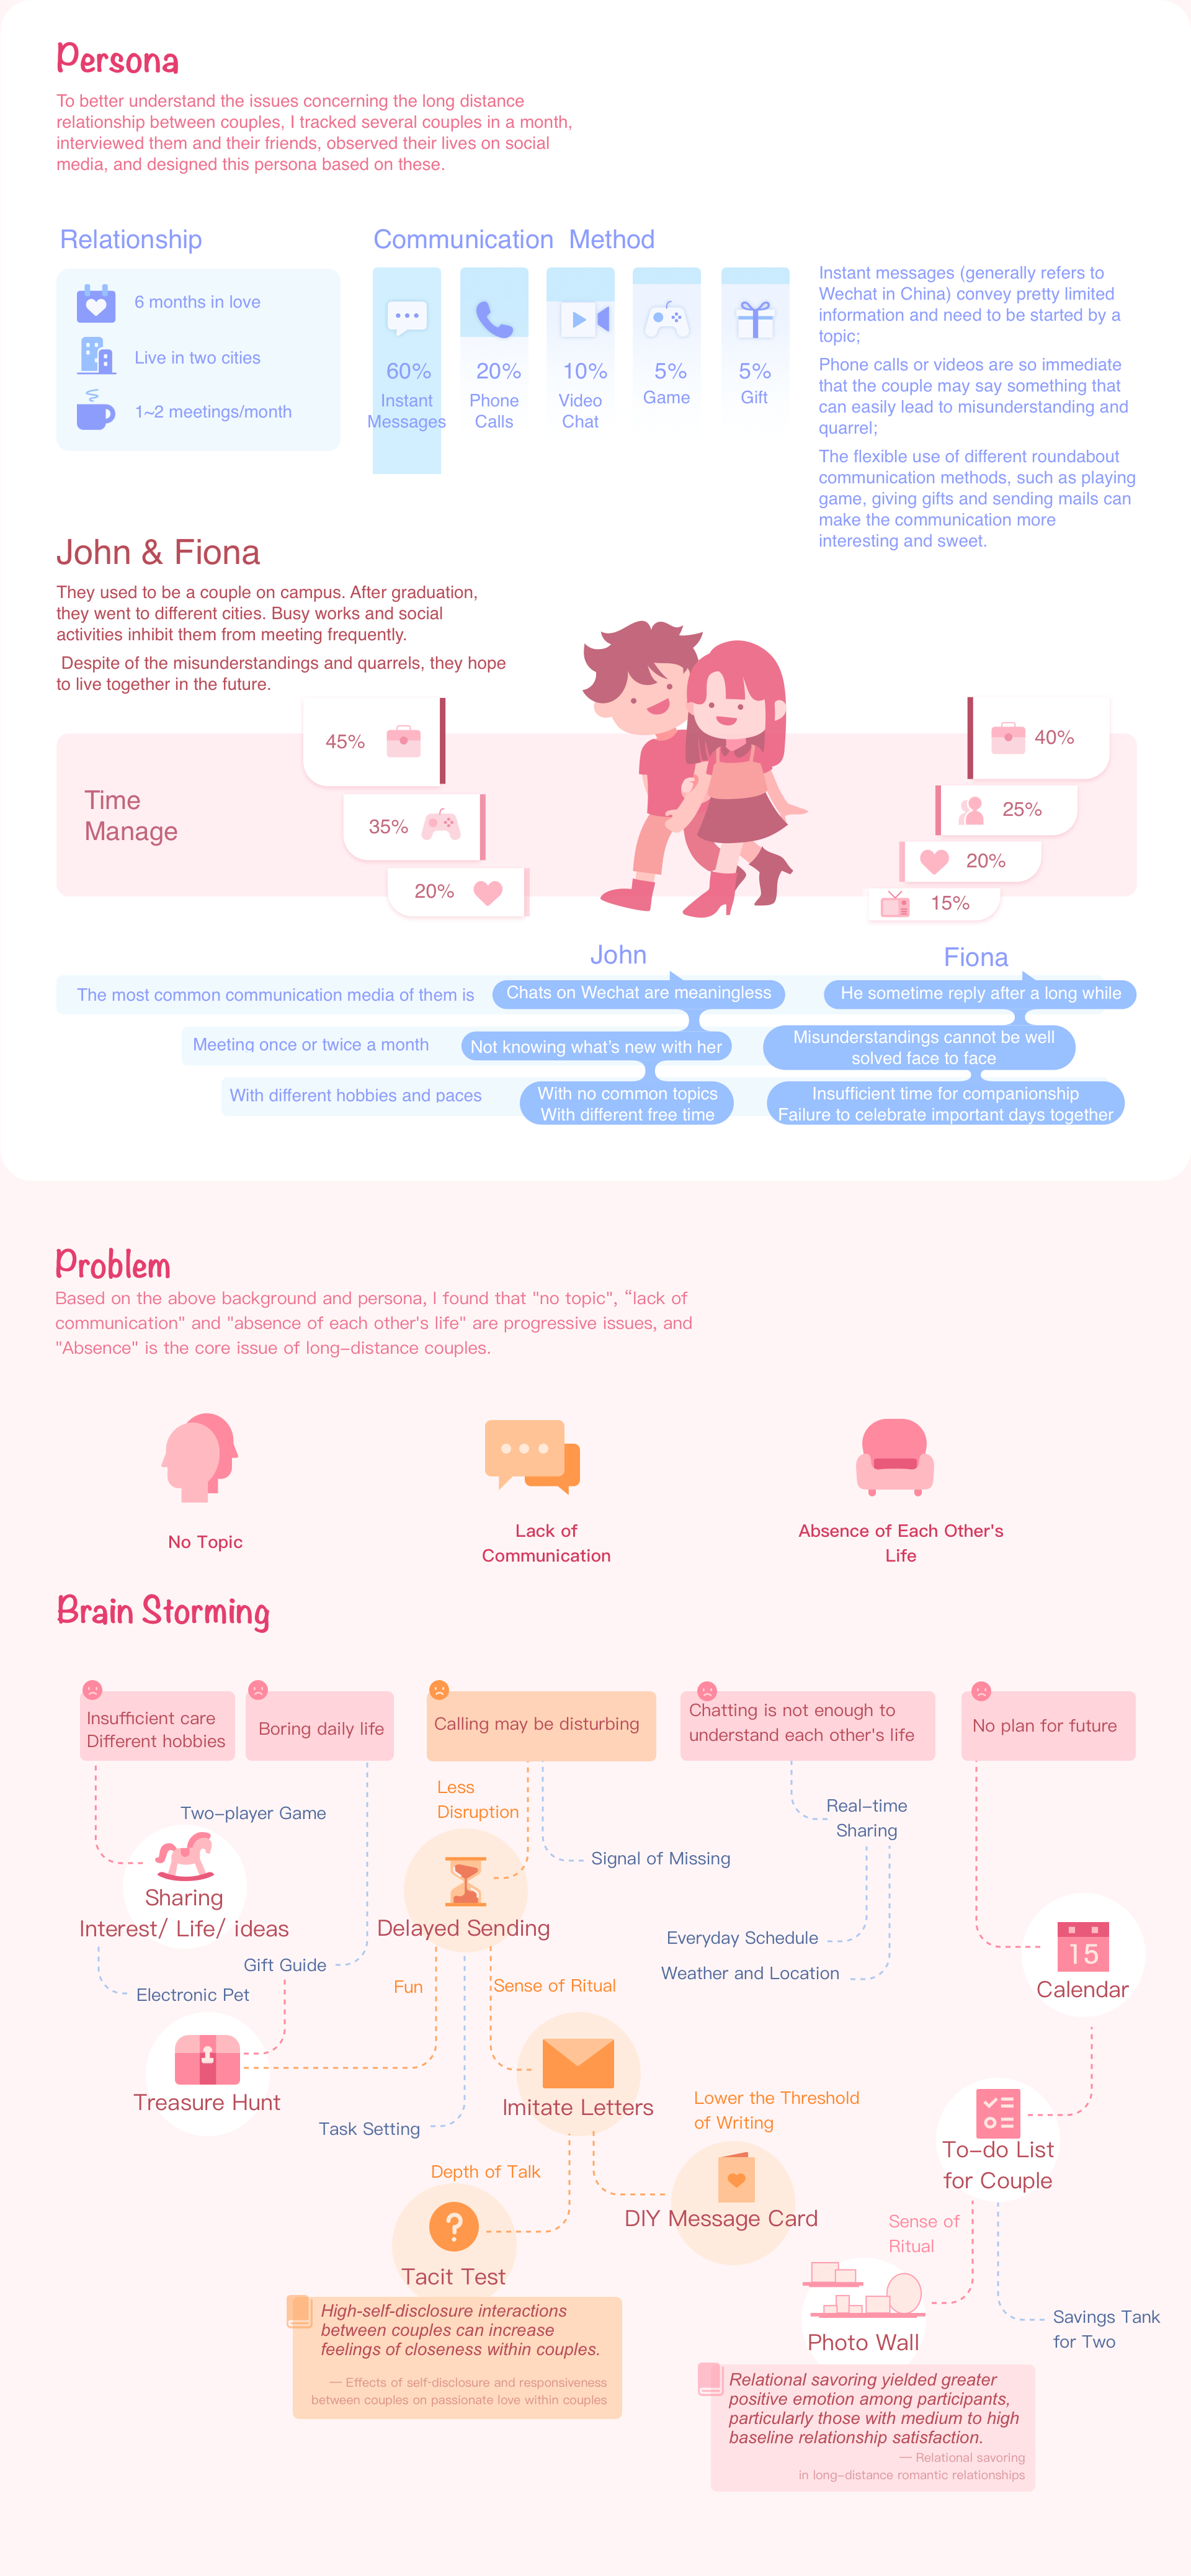 Persona
To better understand the issues concerning the long distance
relationship between couples, I tracked several couples in a month,
interviewed them and their friends, observed their lives on social
media, and designed this persona based on these.
Relationship
6 months in love
Live in two cities
1~2 meetings/month
Communication Method
60%
Instant
Messages
20%
Phone
Calls
10%
Video
Chat
5%
Game
5%
Gift
Instant messages (generally refers to
Wechat in China) convey pretty limited
information and need to be started by a
topic;
Phone calls or videos are so immediate
that the couple may say something that
can easily lead to misunderstanding and
quarrel;
The flexible use of different roundabout
communication methods, such as playing
game, giving gifts and sending mails can
make the communication more
interesting and sweet.
John & Fiona
They used to be a couple on campus. After graduation,
they went to different cities. Busy works and social
activities inhibit them from meeting frequently.
Despite of the misunderstandings and quarrels, they hope
to live together in the future.
Time
Manage
45%
35%
20%
40%
25%
20%
15%
John
Fiona
The most common communication media of them is
Chats on Wechat are meaningless
He sometime reply after a long while
Meeting once or twice a month
Not knowing what's new with her
Misunderstandings cannot be well
solved face to face
With different hobbies and paces
With no common topics
With different free time
Insufficient time for companionship
Failure to celebrate important days together
Problem
Based on the above background and persona, I found that "no topic", “lack of
communication" and "absence of each other's life" are progressive issues, and
"Absence" is the core issue of long-distance couples.
No Topic
Lack of
Communication
Absence of Each Other's
Life
Brain Storming
Insufficient care
Different hobbies
Boring daily life
Calling may be disturbing
Chatting is not enough to
understand each other's life
No plan for future
Less
Disruption
Two-player Game
Real-time
Sharing
Signal of Missing
Sharing
Interest/ Life/ ideas
Delayed Sending
Everyday Schedule
Gift Guide
Weather and Location
15
Calendar
Electronic Pet
Fun
Sense of Ritual
Treasure Hunt
Imitate Letters
Lower the Threshold
of Writing
Task Setting
To-do List
for Couple
Depth of Talk
DIY Message Card
Sense of
Ritual
?
Tacit Test
Savings Tank
for Two
Photo Wall
High-self-disclosure interactions
between couples can increase
feelings of closeness within couples.
— Effects of self-disclosure and responsiveness
between couples on passionate love within couples
Relational savoring yielded greater
positive emotion among participants,
particularly those with medium to high
baseline relationship satisfaction.
— Relational savoring
in long-distance romantic relationships